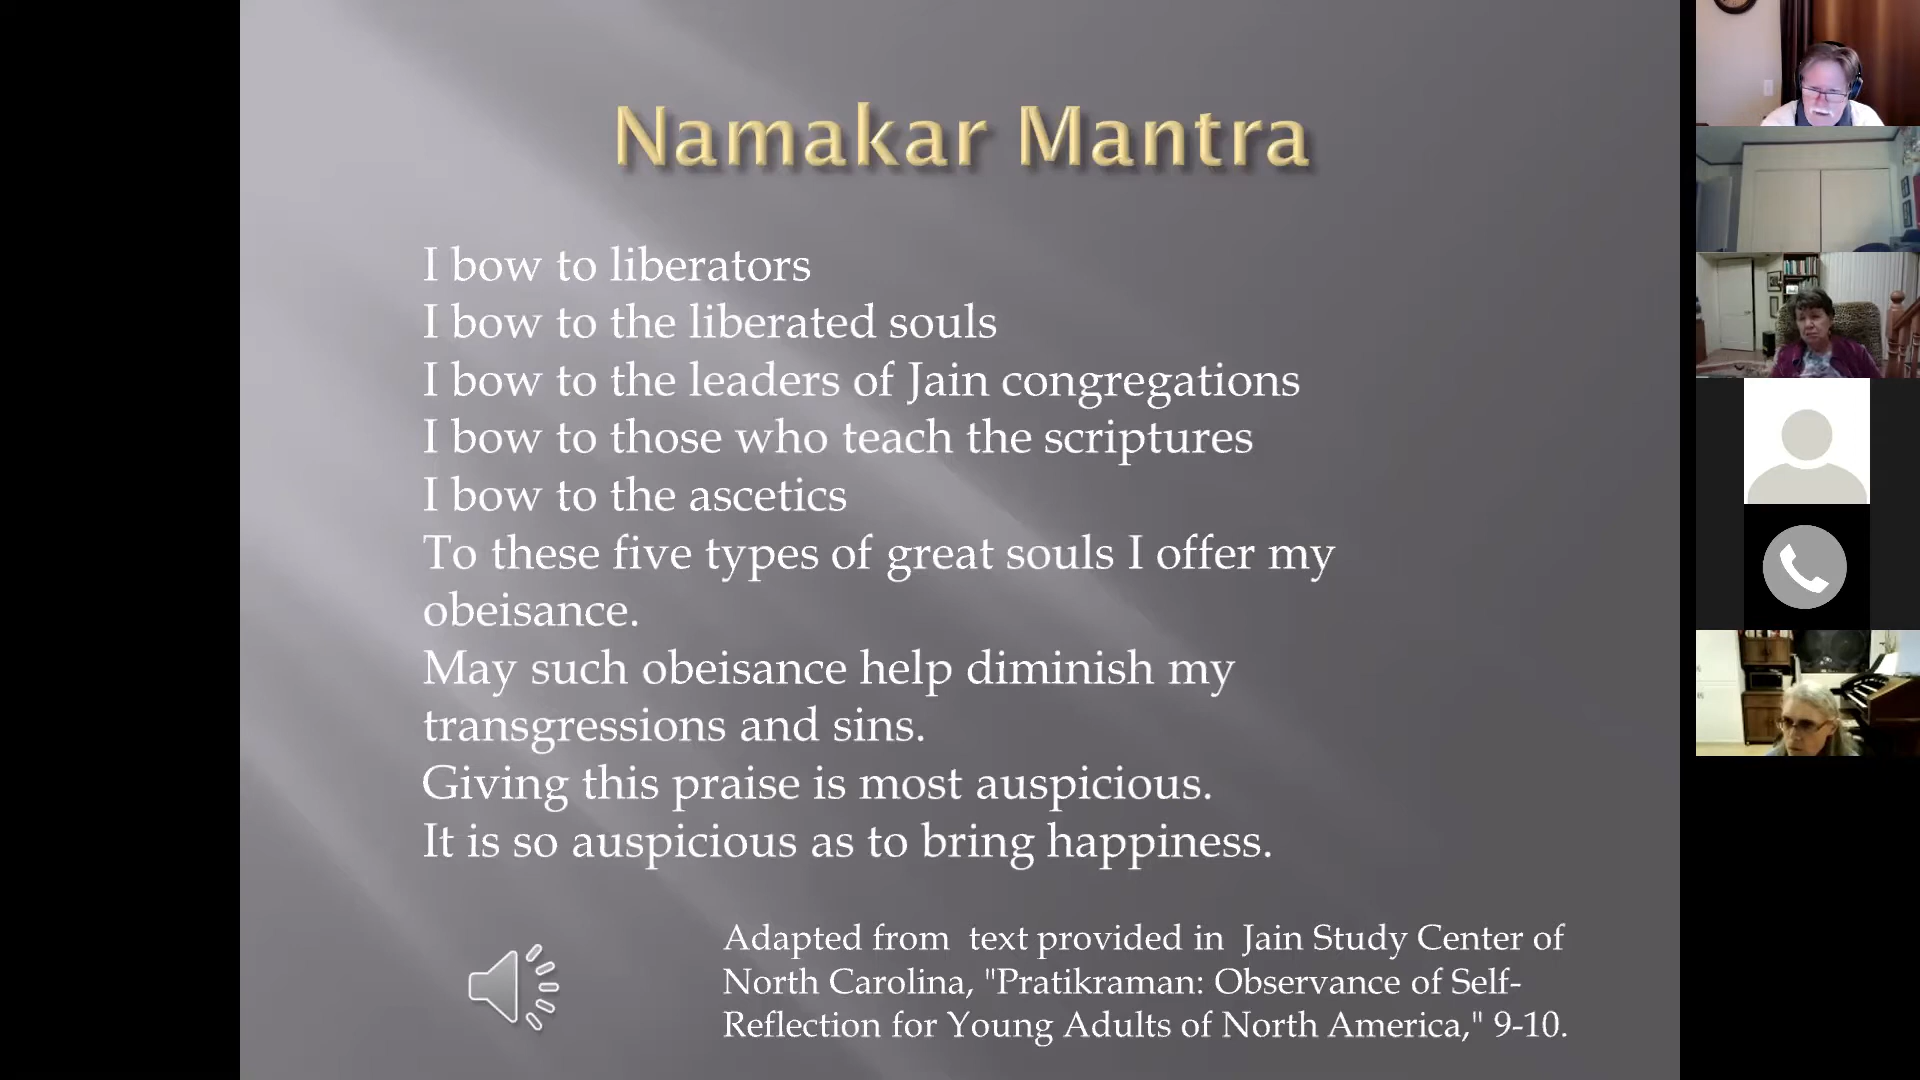 Namakar Mantra
I bow to liberators
I bow to the liberated souls
I bow to the leaders of Jain congregations
I bow to those who teach the scriptures
I bow to the ascetics
To these five types of great souls I offer my
obeisance.
May such obeisance help diminish my
transgressions and sins.
Giving this praise is most auspicious.
It is so auspicious as to bring happiness.
Adapted from  text provided in  Jain Study Center of
North Carolina, "Pratikraman: Observance of Self-
Reflection for Young Adults of North America," 9-10.